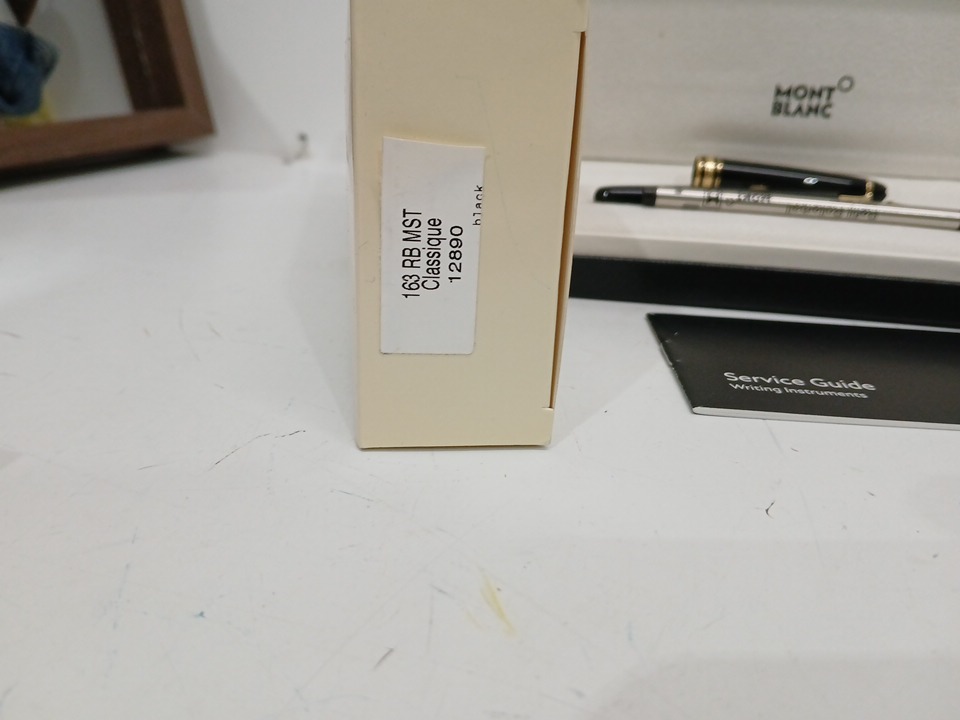 163 RB MST
Classique
12890
black
MONT
BLANC
Service Guide
Writing Instruments